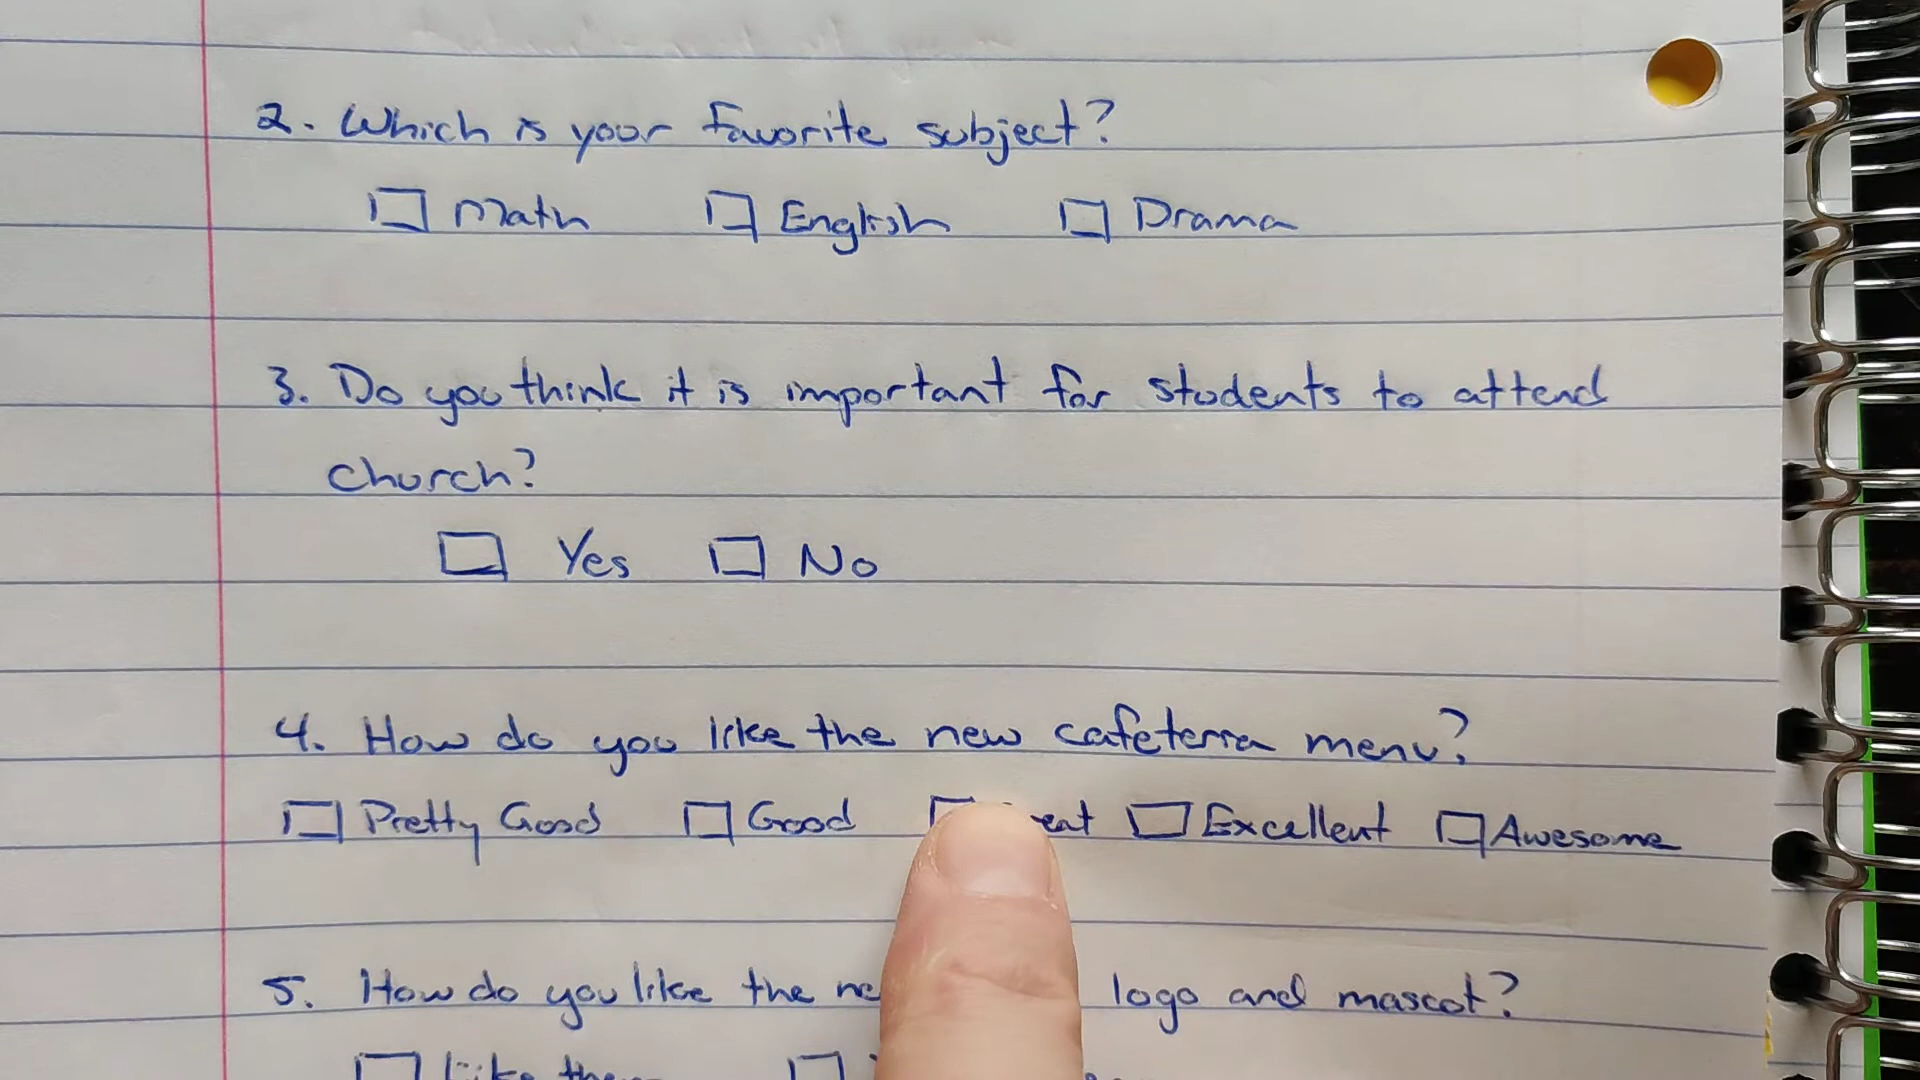 2. Which is your favorite subject?
Math English Drama
3. Do you think it is important for students to attend
church?
Yes No
4. How do you like the new cafeteria menu?
Pretty Good Good Excellent Awesome
5. How do you like the logo and mascot?
like